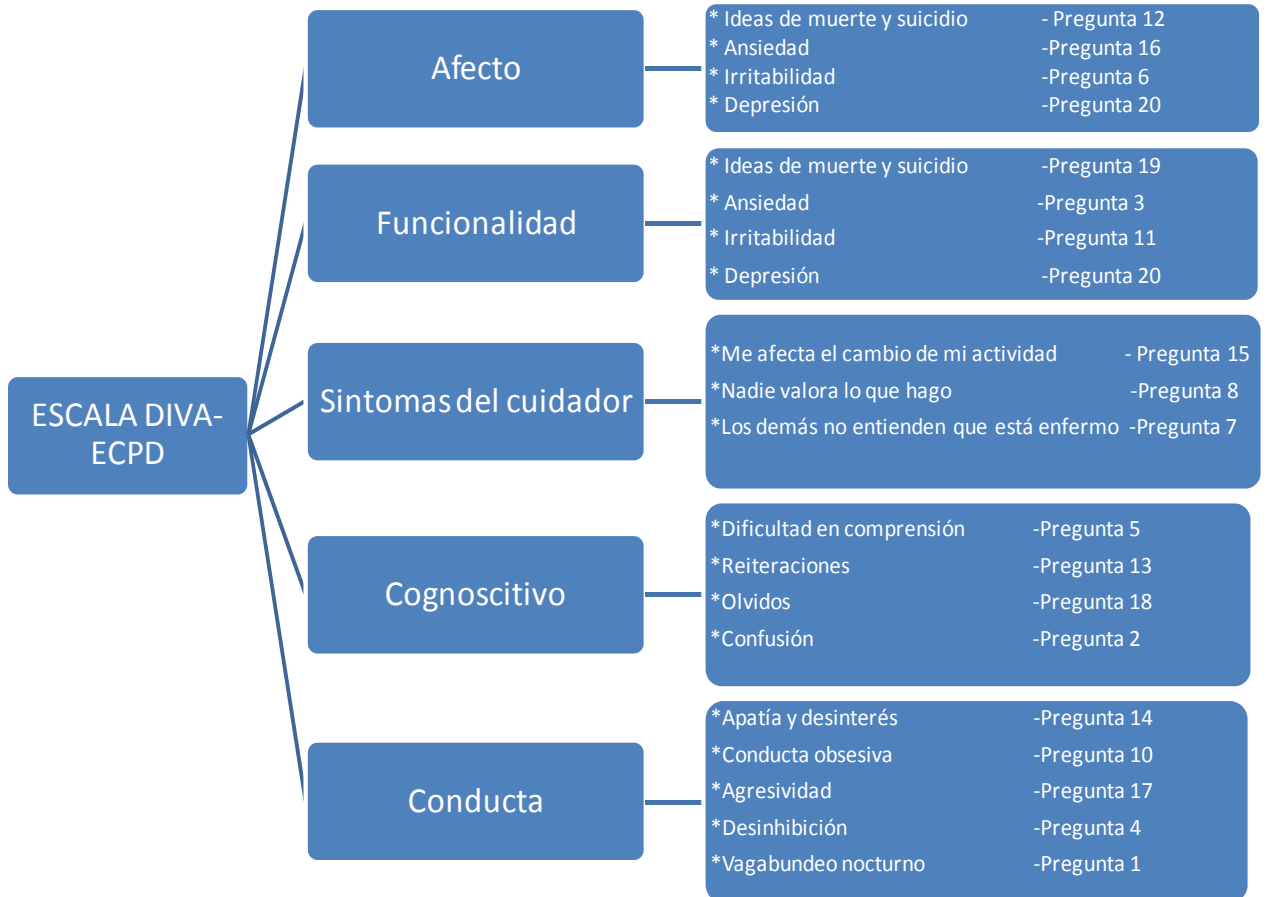 ESCALA DIVA-
ECPD
Afecto
* Ideas de muerte y suicidio - Pregunta 12
* Ansiedad -Pregunta 16
* Irritabilidad -Pregunta 6
* Depresión -Pregunta 20
Funcionalidad
* Ideas de muerte y suicidio -Pregunta 19
* Ansiedad -Pregunta 3
* Irritabilidad -Pregunta 11
* Depresión -Pregunta 20
Sintomas del cuidador
*Me afecta el cambio de mi actividad - Pregunta 15
*Nadie valora lo que hago -Pregunta 8
*Los demás no entienden que está enfermo -Pregunta 7
Cognoscitivo
*Dificultad en comprensión -Pregunta 5
*Reiteraciones -Pregunta 13
*Olvidos -Pregunta 18
*Confusión -Pregunta 2
Conducta
*Apatía y desinterés -Pregunta 14
*Conducta obsesiva -Pregunta 10
*Agresividad -Pregunta 17
*Desinhibición -Pregunta 4
*Vagabundeo nocturno -Pregunta 1